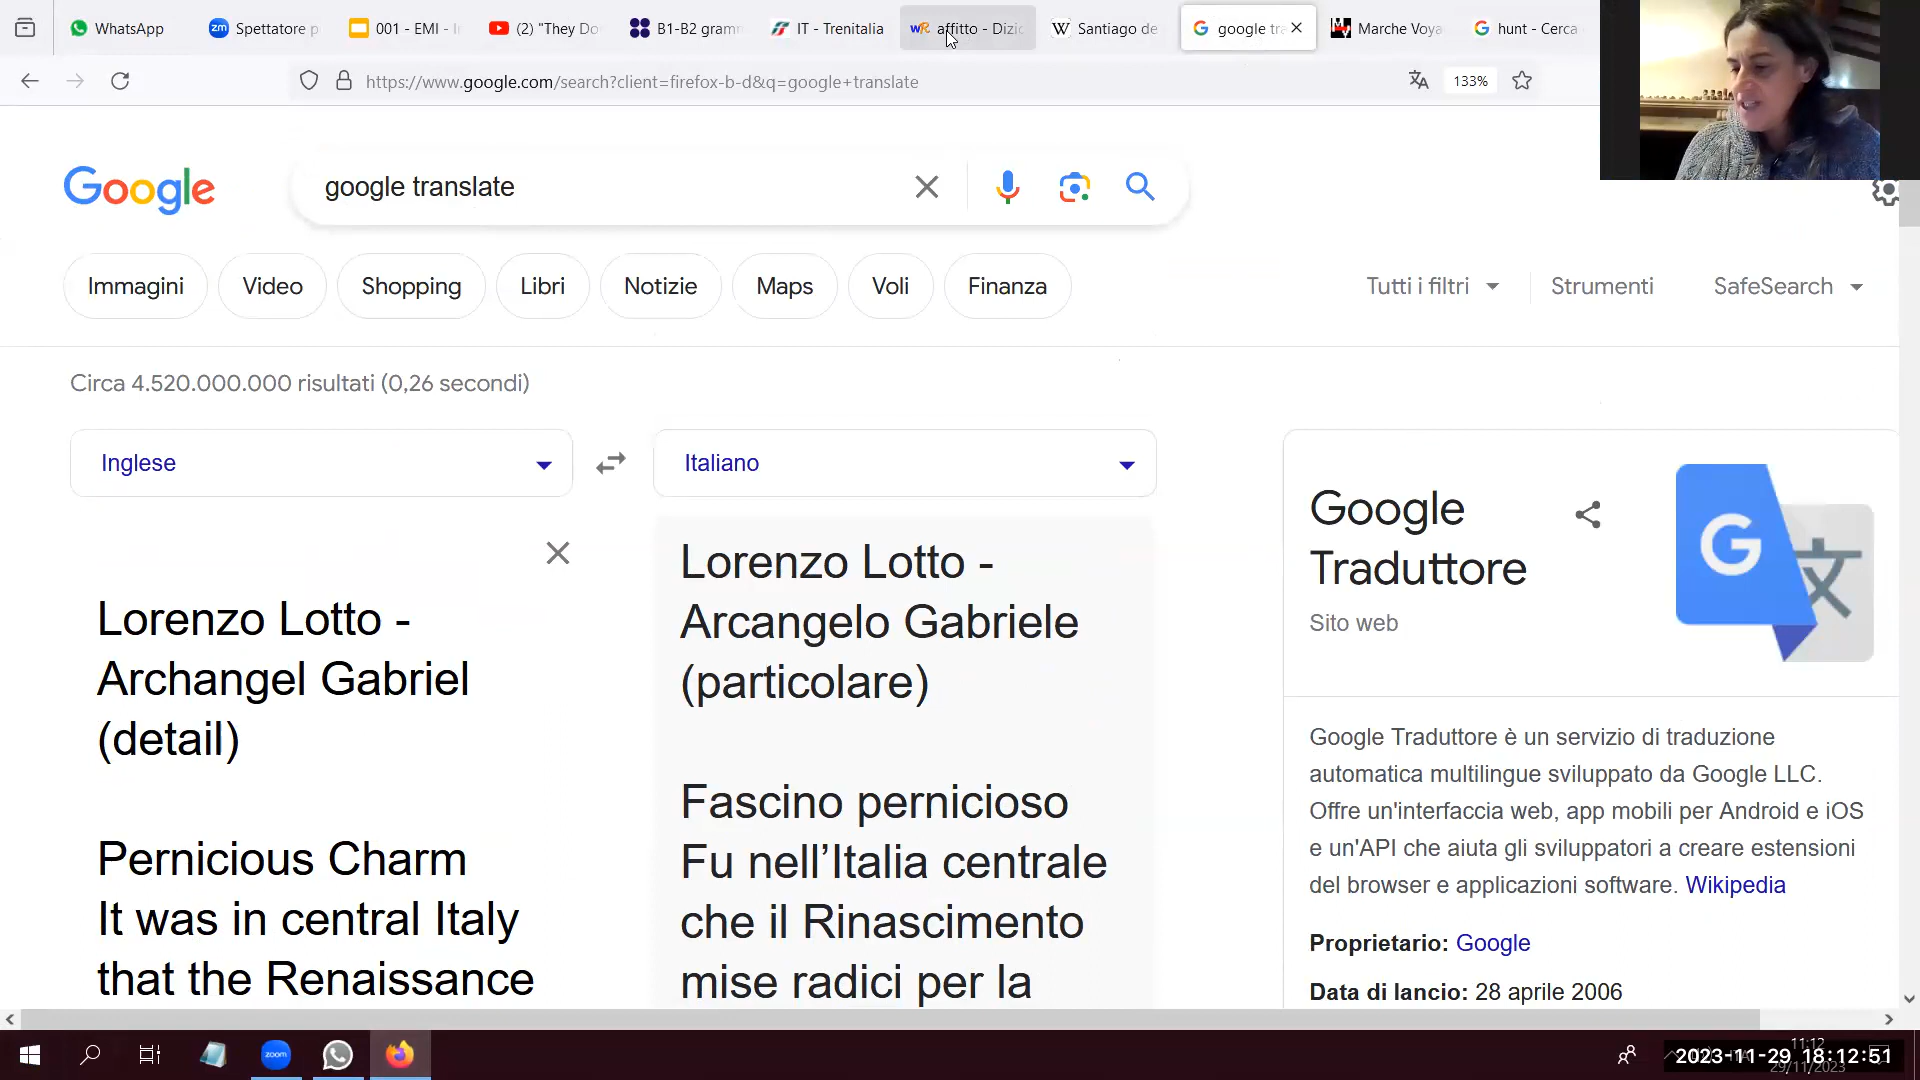 WhatsApp
Spettatore p
001 - EMI - I
(2) "They Do
B1-B2 gramm
IT - Trenitalia
affitto - Dizio
Santiago de
google tra
Marche Voya
hunt - Cerca
https://www.google.com/search?client=firefox-b-d&q=google+translate
133%
Google
google translate
Immagini
Video
Shopping
Libri
Notizie
Maps
Voli
Finanza
Tutti i filtri
Strumenti
SafeSearch
Circa 4.520.000.000 risultati (0,26 secondi)
Inglese
Italiano
Lorenzo Lotto -
Archangel Gabriel
(detail)
Pernicious Charm
It was in central Italy
that the Renaissance
Lorenzo Lotto -
Arcangelo Gabriele
(particolare)
Fascino pernicioso
Fu nell’Italia centrale
che il Rinascimento
mise radici per la
Google
Traduttore
Sito web
Google Traduttore è un servizio di traduzione
automatica multilingue sviluppato da Google LLC.
Offre un'interfaccia web, app mobili per Android e iOS
e un'API che aiuta gli sviluppatori a creare estensioni
del browser e applicazioni software. Wikipedia
Proprietario: Google
Data di lancio: 28 aprile 2006
zoom
11:12
2023-11-29 18:12:51
29/11/2023